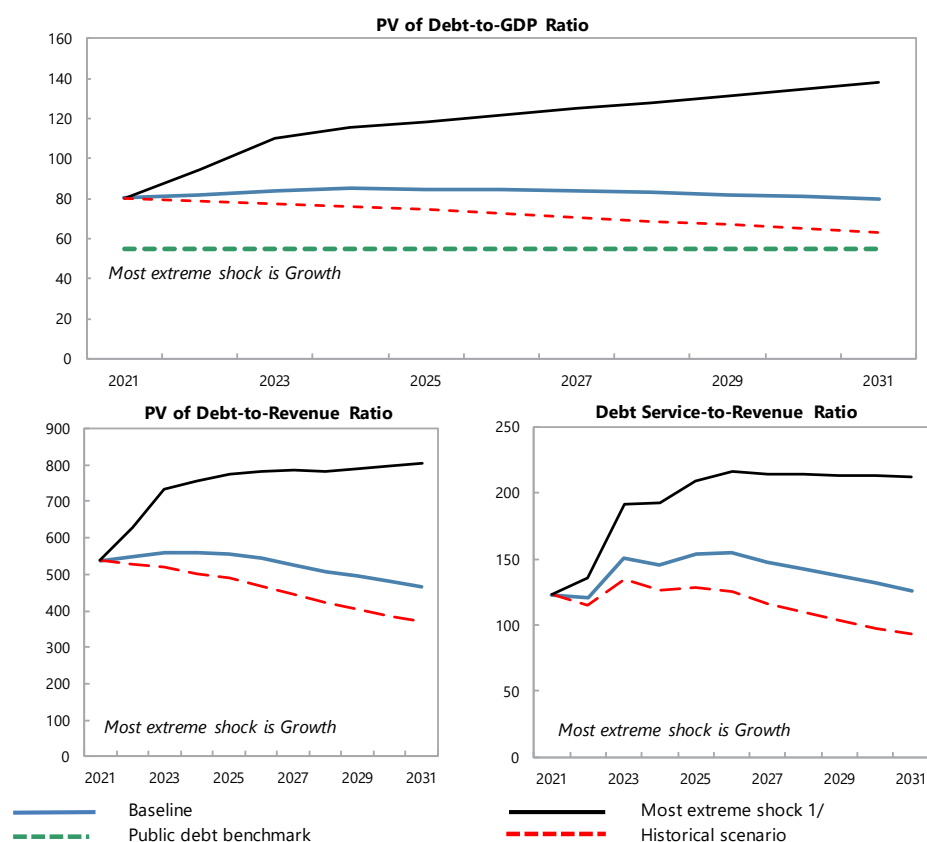 PV of Debt-to-GDP Ratio
160
140
120
100
80
60
40
20
0
Most extreme shock is Growth
2021 2023 2025 2027 2029 2031
PV of Debt-to-Revenue Ratio
900
800
700
600
500
400
300
200
100
0
Most extreme shock is Growth
2021 2023 2025 2027 2029 2031
Debt Service-to-Revenue Ratio
250
200
150
100
50
0
Most extreme shock is Growth
2021 2023 2025 2027 2029 2031
Baseline
Public debt benchmark
Most extreme shock 1/
Historical scenario